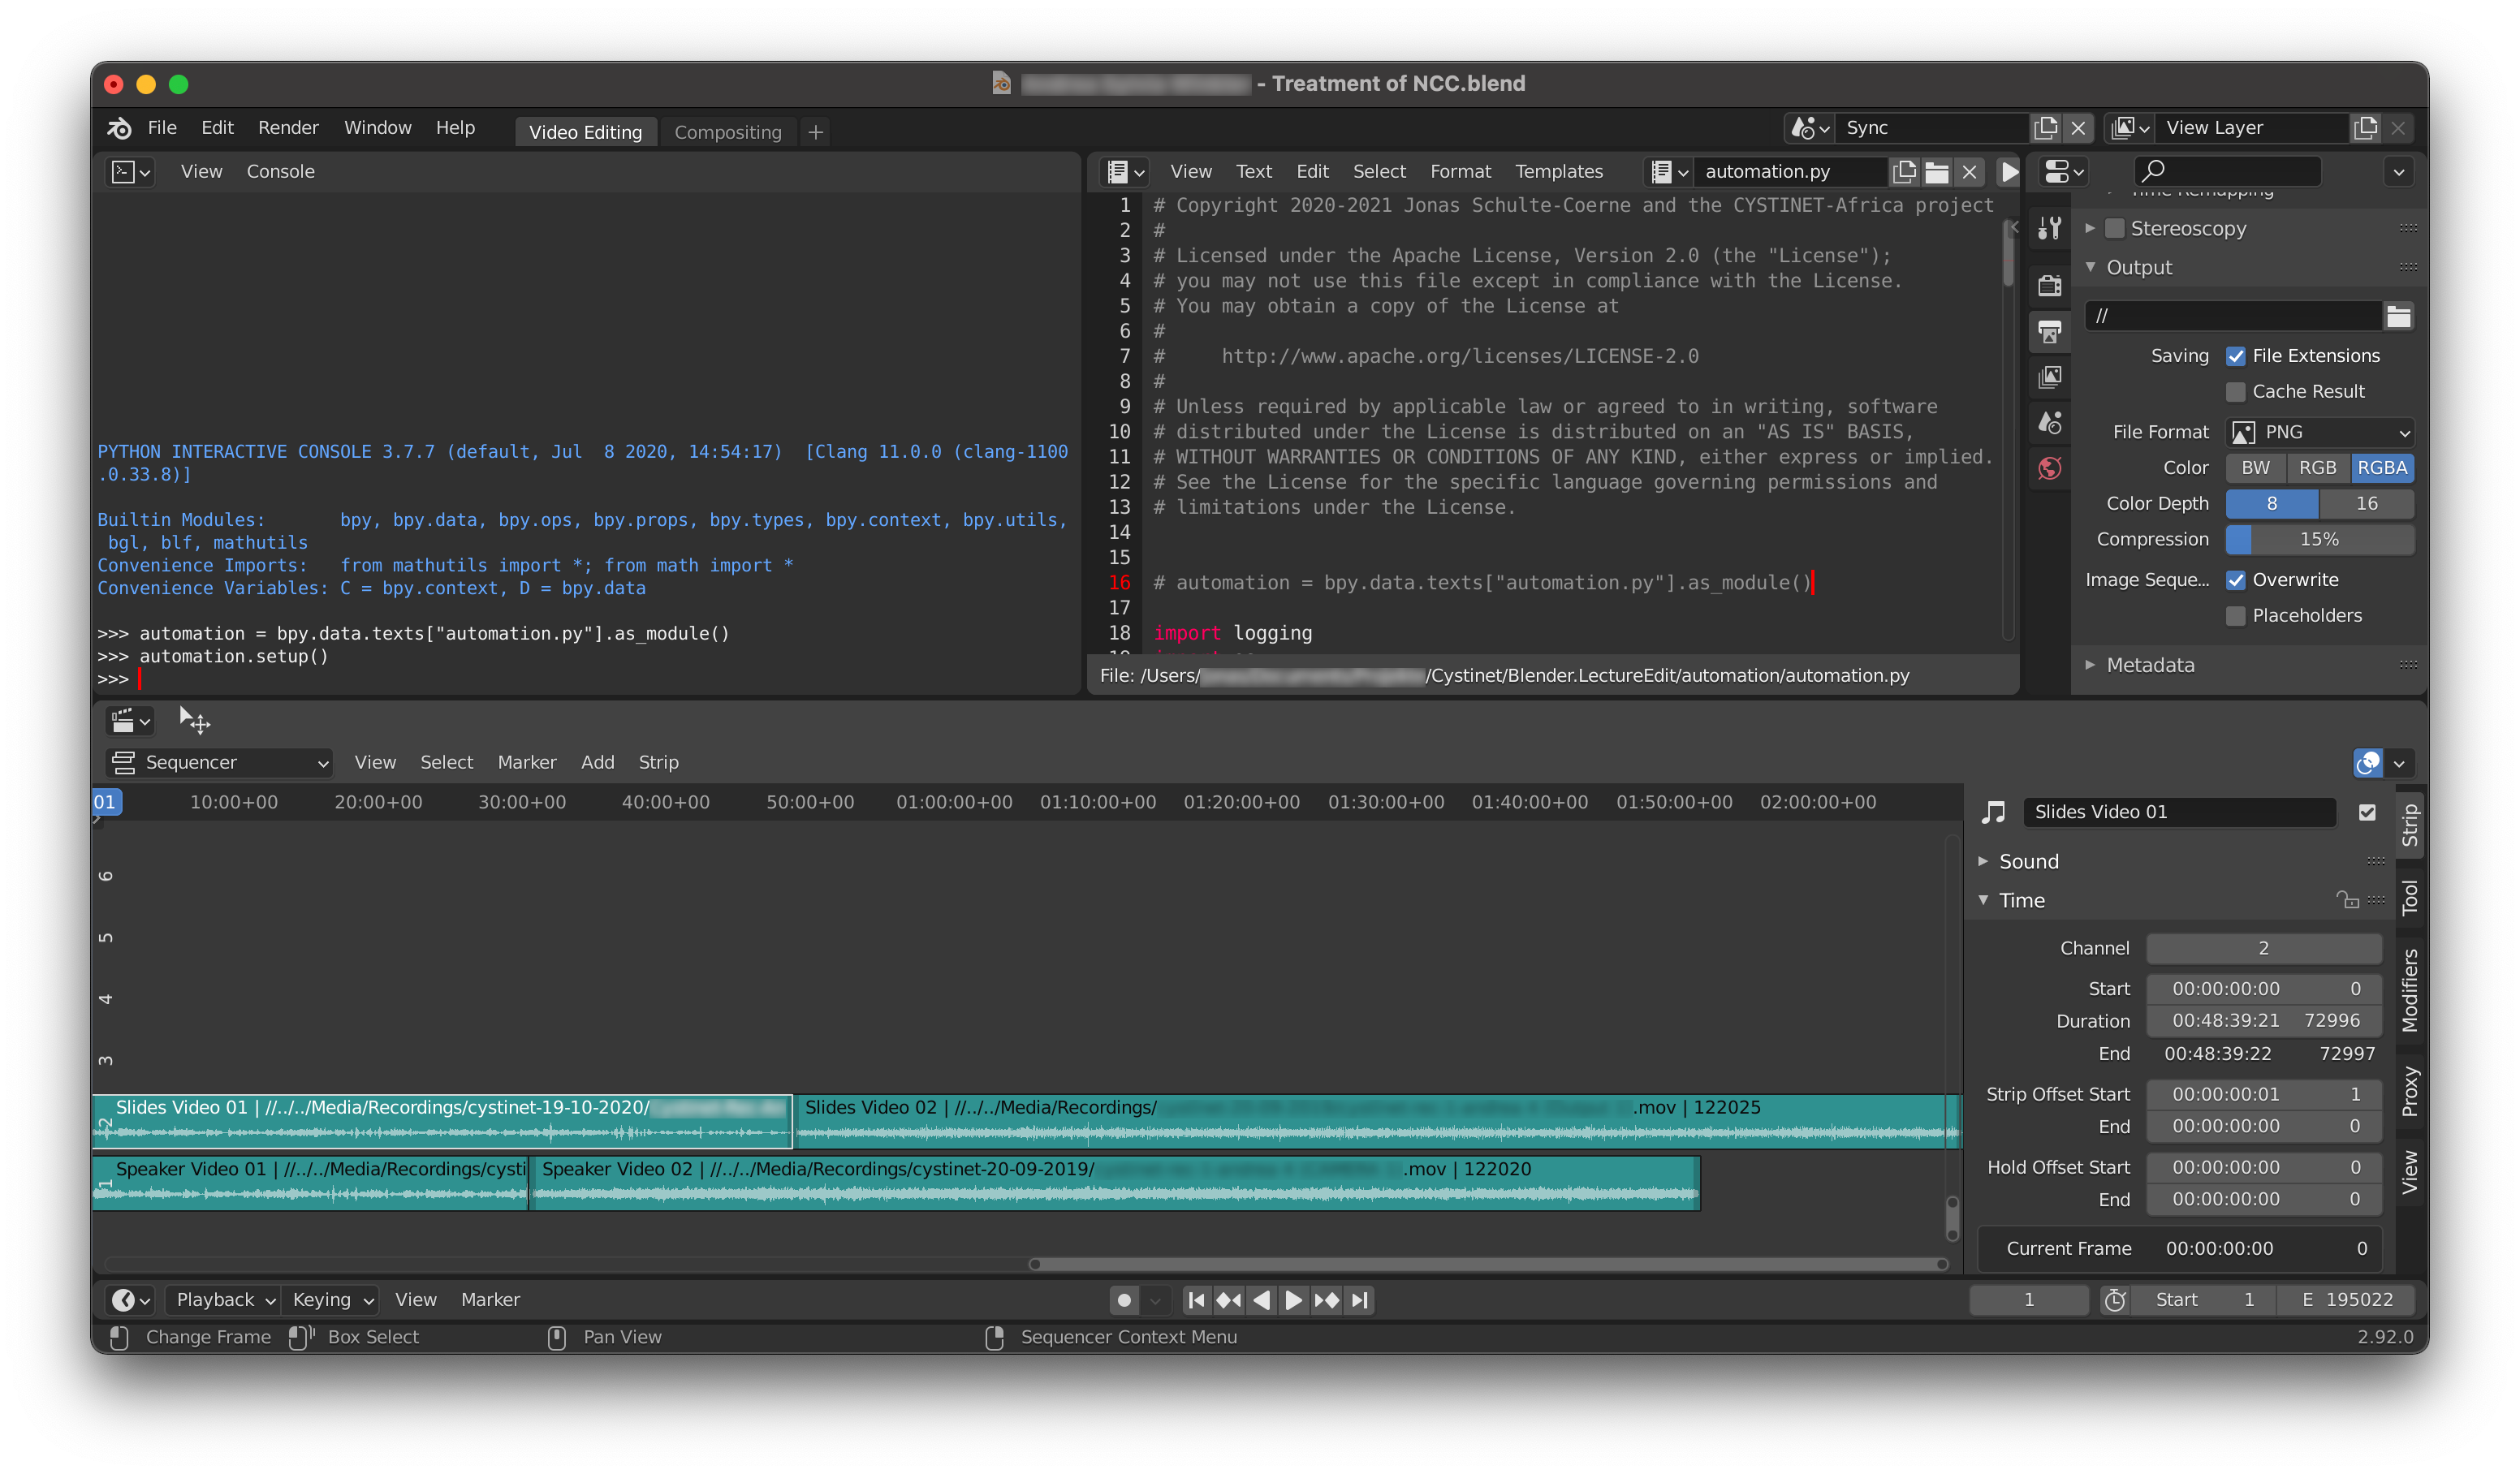 - Treatment of NCC.blend
File Edit Render Window Help Video Editing Compositing + Sync View Layer
View Console
PYTHON INTERACTIVE CONSOLE 3.7.7 (default, Jul  8 2020, 14:54:17)  [Clang 11.0.0 (clang-1100
.0.33.8)]
Builtin Modules:       bpy, bpy.data, bpy.ops, bpy.props, bpy.types, bpy.context, bpy.utils,
bgl, blf, mathutils
Convenience Imports:   from mathutils import *; from math import *
Convenience Variables: C = bpy.context, D = bpy.data
>>> automation = bpy.data.texts["automation.py"].as_module()
>>> automation.setup()
>>>
View Text Edit Select Format Templates automation.py
1 # Copyright 2020-2021 Jonas Schulte-Coerne and the CYSTINET-Africa project
2 #
3 # Licensed under the Apache License, Version 2.0 (the "License");
4 # you may not use this file except in compliance with the License.
5 # You may obtain a copy of the License at
6 #
7 #     http://www.apache.org/licenses/LICENSE-2.0
8 #
9 # Unless required by applicable law or agreed to in writing, software
10 # distributed under the License is distributed on an "AS IS" BASIS,
11 # WITHOUT WARRANTIES OR CONDITIONS OF ANY KIND, either express or implied.
12 # See the License for the specific language governing permissions and
13 # limitations under the License.
14
15
16 # automation = bpy.data.texts["automation.py"].as_module()
17
18 import logging
File: /Users/ /Cystinet/Blender.LectureEdit/automation/automation.py
Time Remapping
Stereoscopy
Output
//
Saving File Extensions
Cache Result
File Format PNG
Color BW RGB RGBA
Color Depth 8 16
Compression 15%
Image Seque... Overwrite
Placeholders
Metadata
Sequencer View Select Marker Add Strip
01 10:00+00 20:00+00 30:00+00 40:00+00 50:00+00 01:00:00+00 01:10:00+00 01:20:00+00 01:30:00+00 01:40:00+00 01:50:00+00 02:00:00+00
6
5
4
3
2
Slides Video 01 | //../../Media/Recordings/cystinet-19-10-2020/
Slides Video 02 | //../../Media/Recordings/ .mov | 122025
1
Speaker Video 01 | //../../Media/Recordings/cysti
Speaker Video 02 | //../../Media/Recordings/cystinet-20-09-2019/ .mov | 122020
Slides Video 01
Sound
Time
Channel 2
Start 00:00:00:00 0
Duration 00:48:39:21 72996
End 00:48:39:22 72997
Strip Offset Start 00:00:00:01 1
End 00:00:00:00 0
Hold Offset Start 00:00:00:00 0
End 00:00:00:00 0
Current Frame 00:00:00:00 0
Strip
Tool
Modifiers
Proxy
View
Playback Keying View Marker 1 Start 1 E 195022
Change Frame Box Select Pan View Sequencer Context Menu 2.92.0